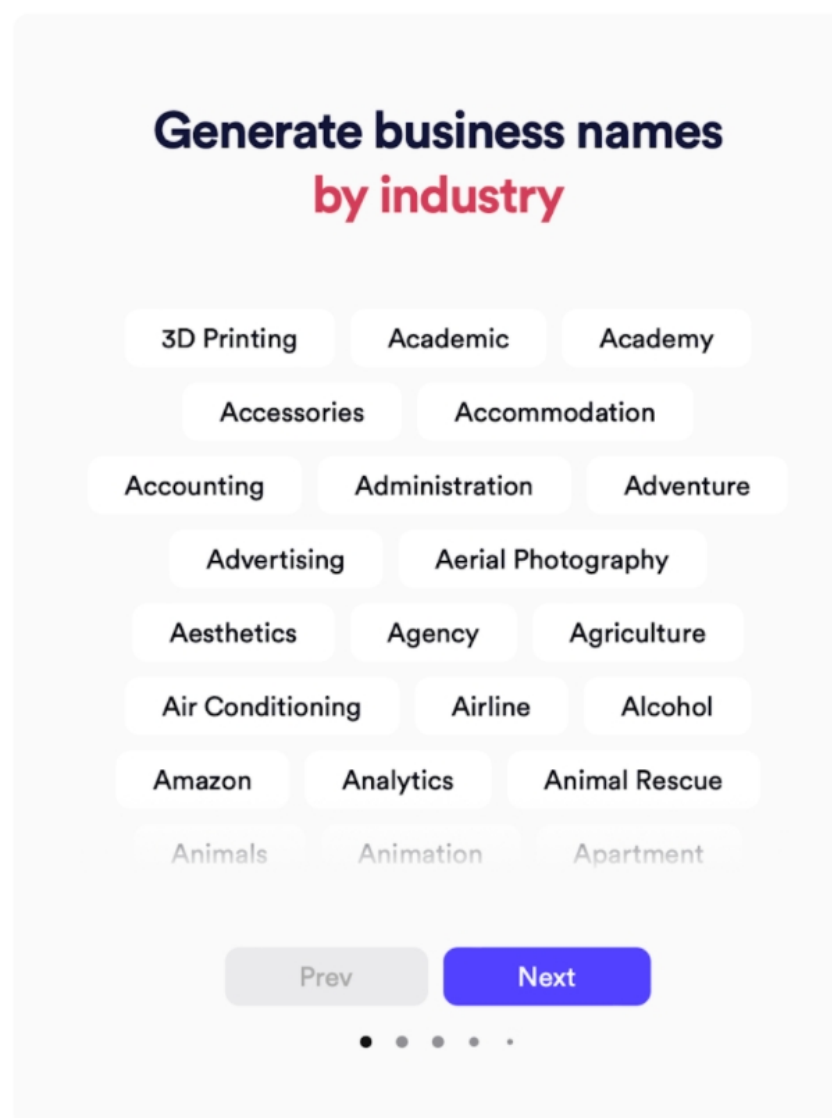 Generate business names
by industry
3D Printing Academic Academy
Accessories Accommodation
Accounting Administration Adventure
Advertising Aerial Photography
Aesthetics Agency Agriculture
Air Conditioning Airline Alcohol
Amazon Analytics Animal Rescue
Animals Animation Apartment
Prev Next